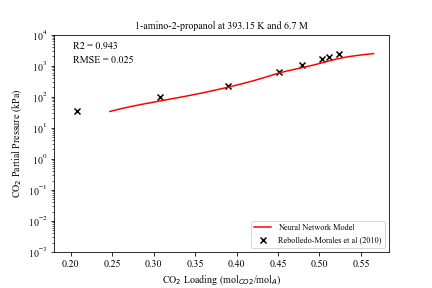 1-amino-2-propanol at 393.15 K and 6.7 M
R2 = 0.943
RMSE = 0.025
CO₂ Partial Pressure (kPa)
10⁴
10³
10²
10¹
10⁰
10⁻¹
10⁻²
10⁻³
Neural Network Model
Rebolledo-Morales et al (2010)
0.20 0.25 0.30 0.35 0.40 0.45 0.50 0.55
CO₂ Loading (mol_CO2/mol_A)